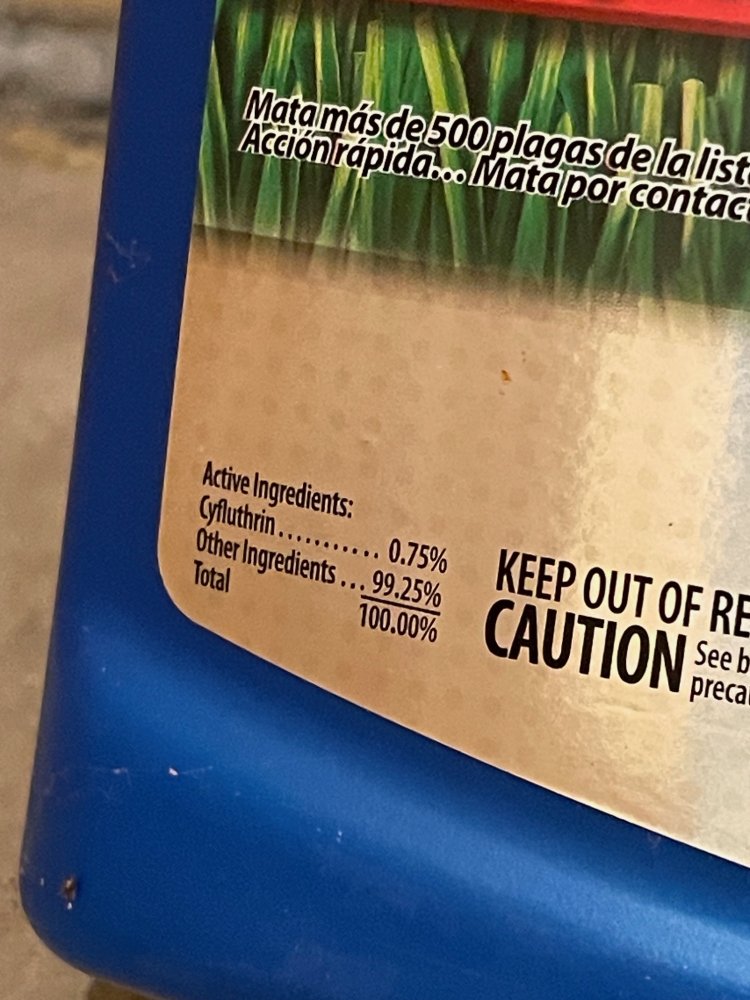 Mata más de 500 plagas de la list
Acción rápida... Mata por contac
Active Ingredients:
Cyfluthrin........... 0.75%
Other Ingredients... 99.25%
Total 100.00%
KEEP OUT OF RE
CAUTION See b
preca